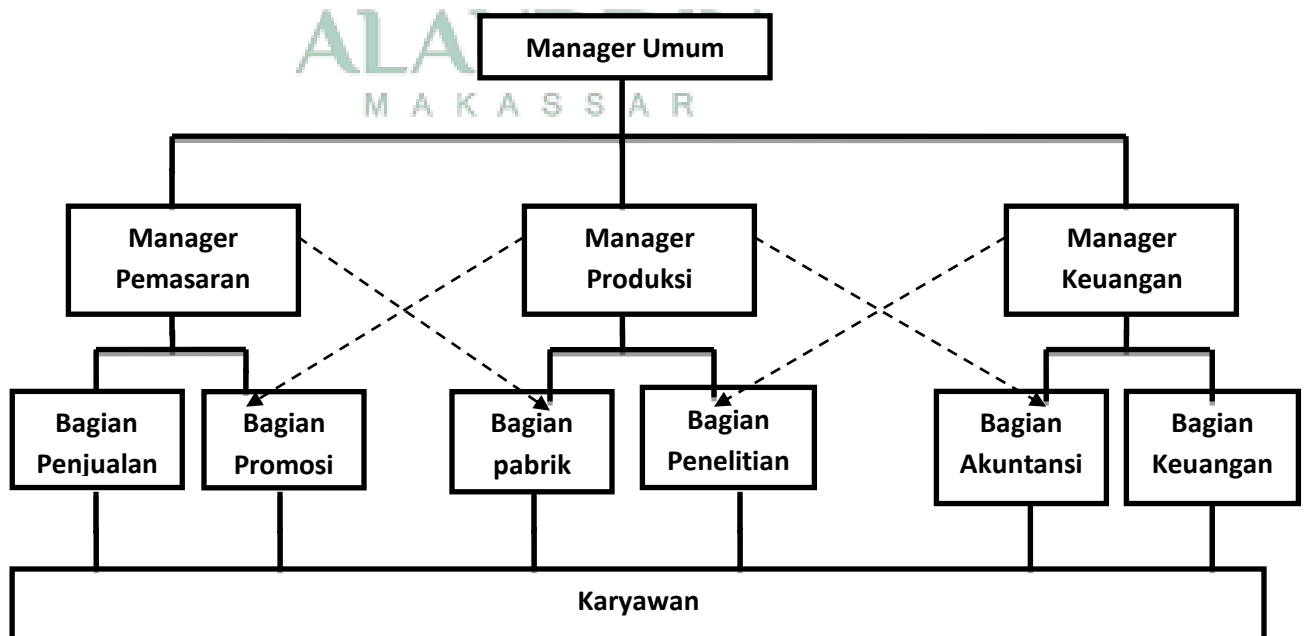 MAKASSAR
Manager Umum
Manager
Pemasaran
Manager
Produksi
Manager
Keuangan
Bagian
Penjualan
Bagian
Promosi
Bagian
pabrik
Bagian
Penelitian
Bagian
Akuntansi
Bagian
Keuangan
Karyawan